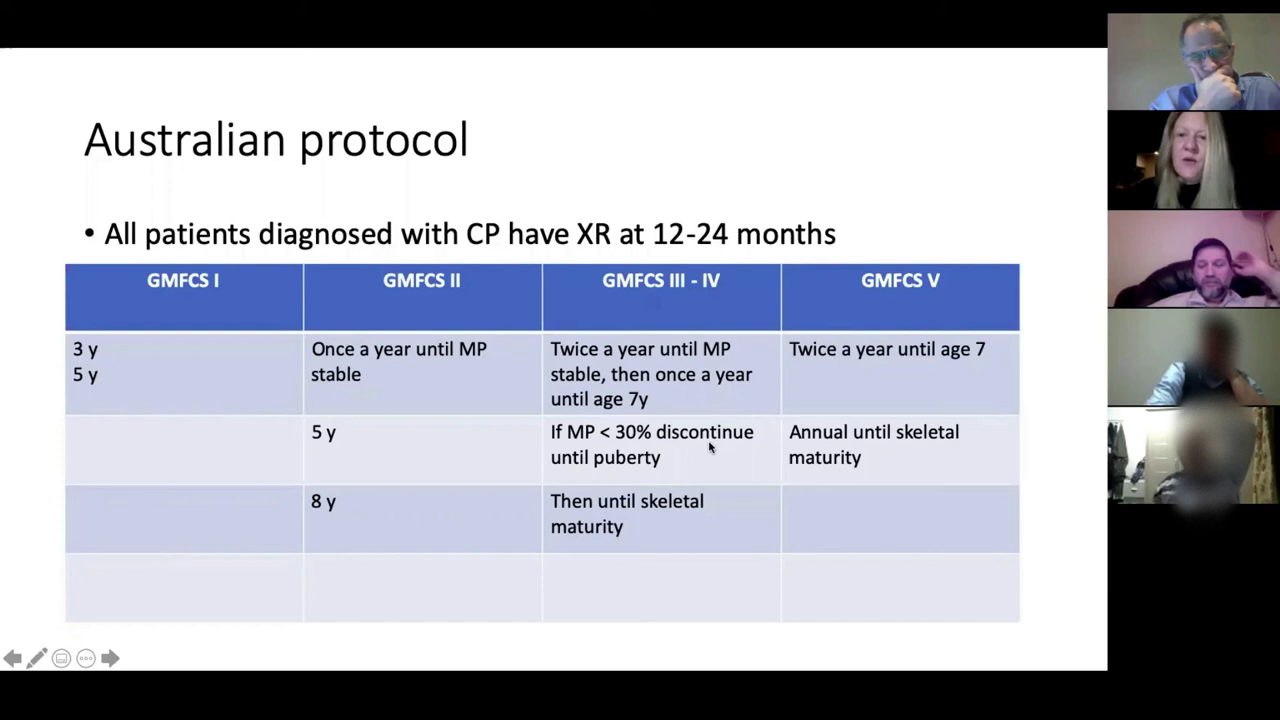 Australian protocol
• All patients diagnosed with CP have XR at 12-24 months
GMFCS I
GMFCS II
GMFCS III - IV
GMFCS V
3 y
5 y
Once a year until MP
stable
Twice a year until MP
stable, then once a year
until age 7y
Twice a year until age 7
5 y
If MP < 30% discontinue
until puberty
Annual until skeletal
maturity
8 y
Then until skeletal
maturity